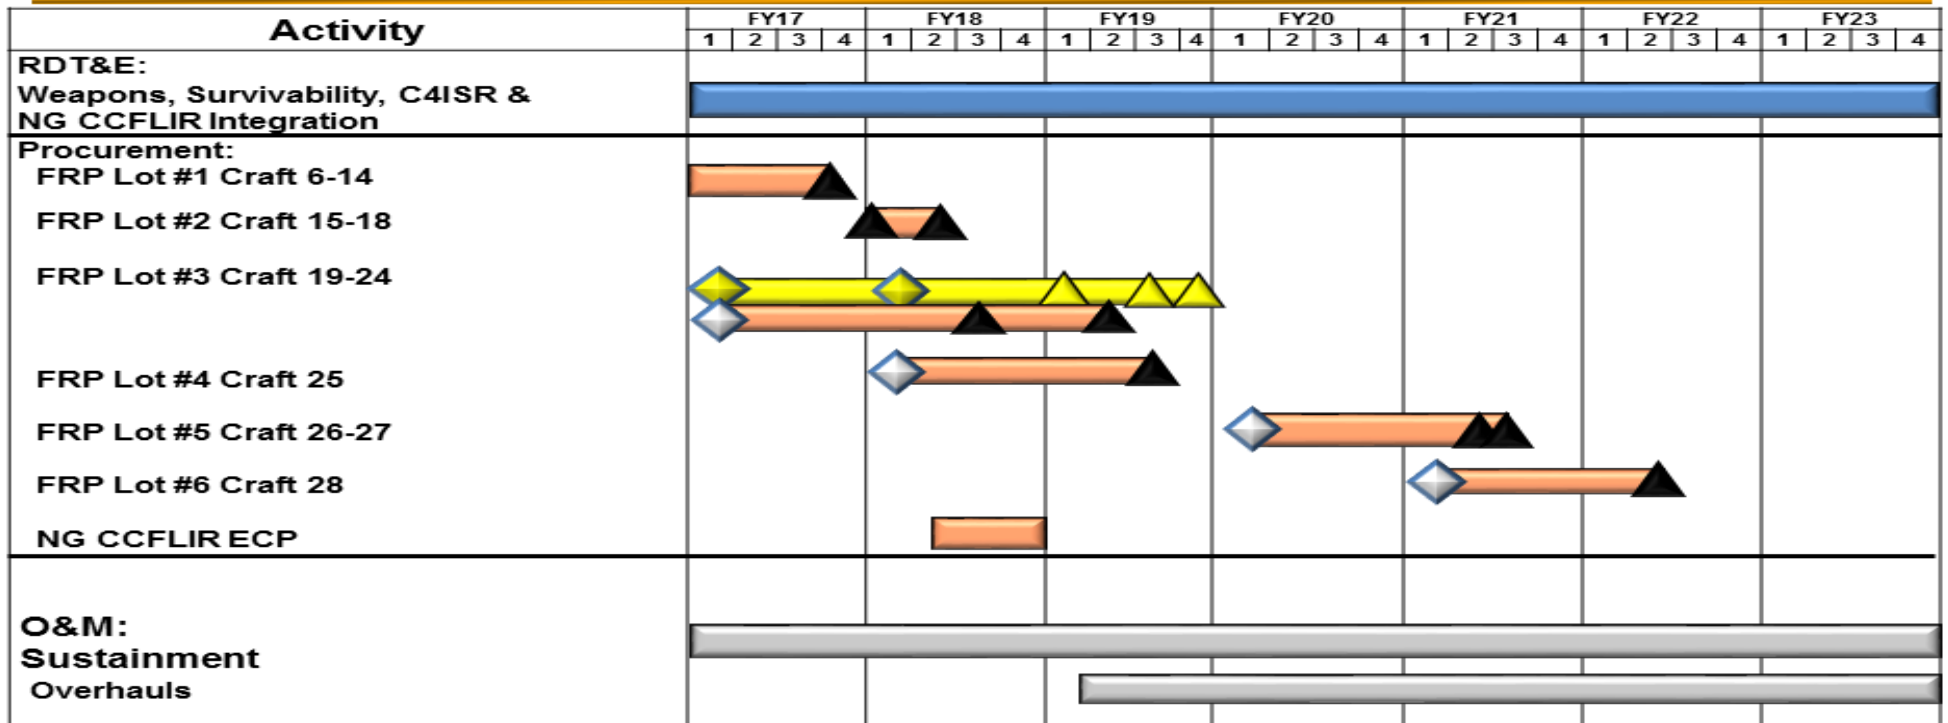 Activity
FY17 FY18 FY19 FY20 FY21 FY22 FY23
1 2 3 4 1 2 3 4 1 2 3 4 1 2 3 4 1 2 3 4 1 2 3 4 1 2 3 4
RDT&E:
Weapons, Survivability, C4ISR &
NG CCFLIR Integration
Procurement:
FRP Lot #1 Craft 6-14
FRP Lot #2 Craft 15-18
FRP Lot #3 Craft 19-24
FRP Lot #4 Craft 25
FRP Lot #5 Craft 26-27
FRP Lot #6 Craft 28
NG CCFLIR ECP
O&M:
Sustainment
Overhauls